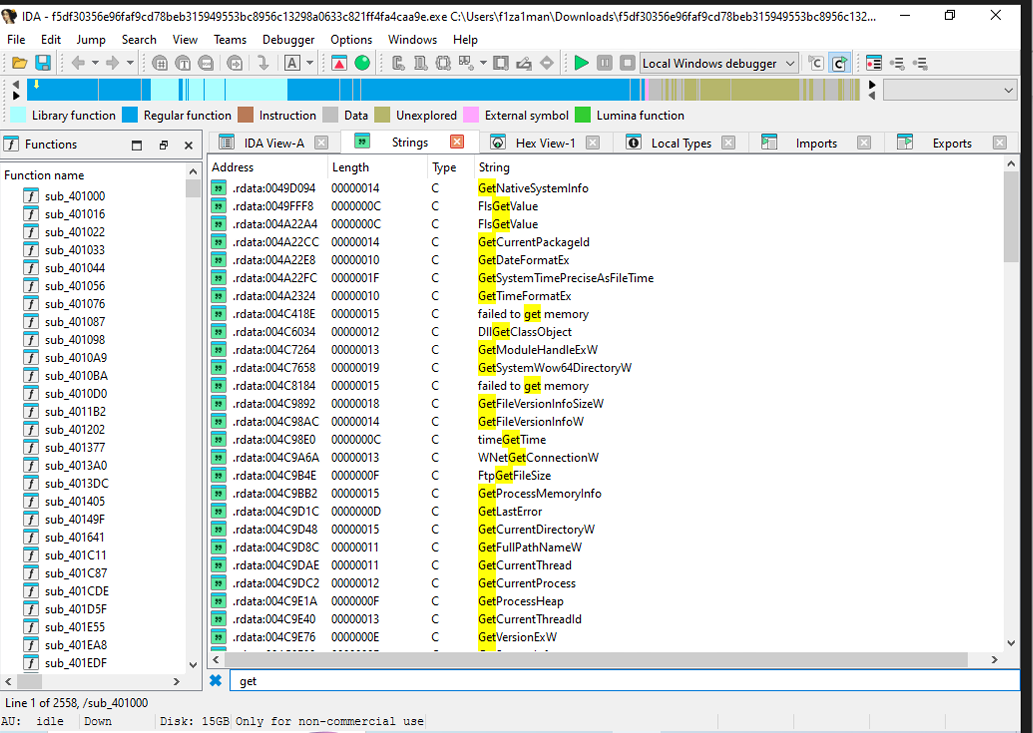 IDA - f5df30356e96faf9cd78beb315949553bc8956c13298a0633c821ff4fa4caa9e.exe C:\Users\f1za1man\Downloads\f5df30356e96faf9cd78beb315949553bc8956c132...
File Edit Jump Search View Teams Debugger Options Windows Help
Local Windows debugger
Library function Regular function Instruction Data Unexplored External symbol Lumina function
Functions IDA View-A Strings Hex View-1 Local Types Imports Exports
Function name
sub_401000
sub_401016
sub_401022
sub_401033
sub_401044
sub_401056
sub_401076
sub_401087
sub_401098
sub_4010A9
sub_4010BA
sub_4010D0
sub_4011B2
sub_401202
sub_401377
sub_4013A0
sub_4013DC
sub_401405
sub_40149F
sub_401641
sub_401C11
sub_401C87
sub_401CDE
sub_401D5F
sub_401E55
sub_401EA8
sub_401EDF
Address Length Type String
.rdata:0049D094 00000014 C GetNativeSystemInfo
.rdata:0049FFF8 0000000C C FlsGetValue
.rdata:004A22A4 0000000C C FlsGetValue
.rdata:004A22CC 00000014 C GetCurrentPackageId
.rdata:004A22E8 00000010 C GetDateFormatEx
.rdata:004A22FC 0000001F C GetSystemTimePreciseAsFileTime
.rdata:004A2324 00000010 C GetTimeFormatEx
.rdata:004C418E 00000015 C failed to get memory
.rdata:004C6034 00000012 C DllGetClassObject
.rdata:004C7264 00000013 C GetModuleHandleExW
.rdata:004C7658 00000019 C GetSystemWow64DirectoryW
.rdata:004C8184 00000015 C failed to get memory
.rdata:004C9892 00000018 C GetFileVersionInfoSizeW
.rdata:004C98AC 00000014 C GetFileVersionInfoW
.rdata:004C98E0 0000000C C timeGetTime
.rdata:004C9A6A 00000013 C WNetGetConnectionW
.rdata:004C9B4E 0000000F C FtpGetFileSize
.rdata:004C9BB2 00000015 C GetProcessMemoryInfo
.rdata:004C9D1C 0000000D C GetLastError
.rdata:004C9D48 00000015 C GetCurrentDirectoryW
.rdata:004C9D8C 00000011 C GetFullPathNameW
.rdata:004C9DAE 00000011 C GetCurrentThread
.rdata:004C9DC2 00000012 C GetCurrentProcess
.rdata:004C9E1A 0000000F C GetProcessHeap
.rdata:004C9E40 00000013 C GetCurrentThreadId
.rdata:004C9E76 0000000E C GetVersionExW
get
Line 1 of 2558, /sub_401000
AU: idle Down Disk: 15GB Only for non-commercial use